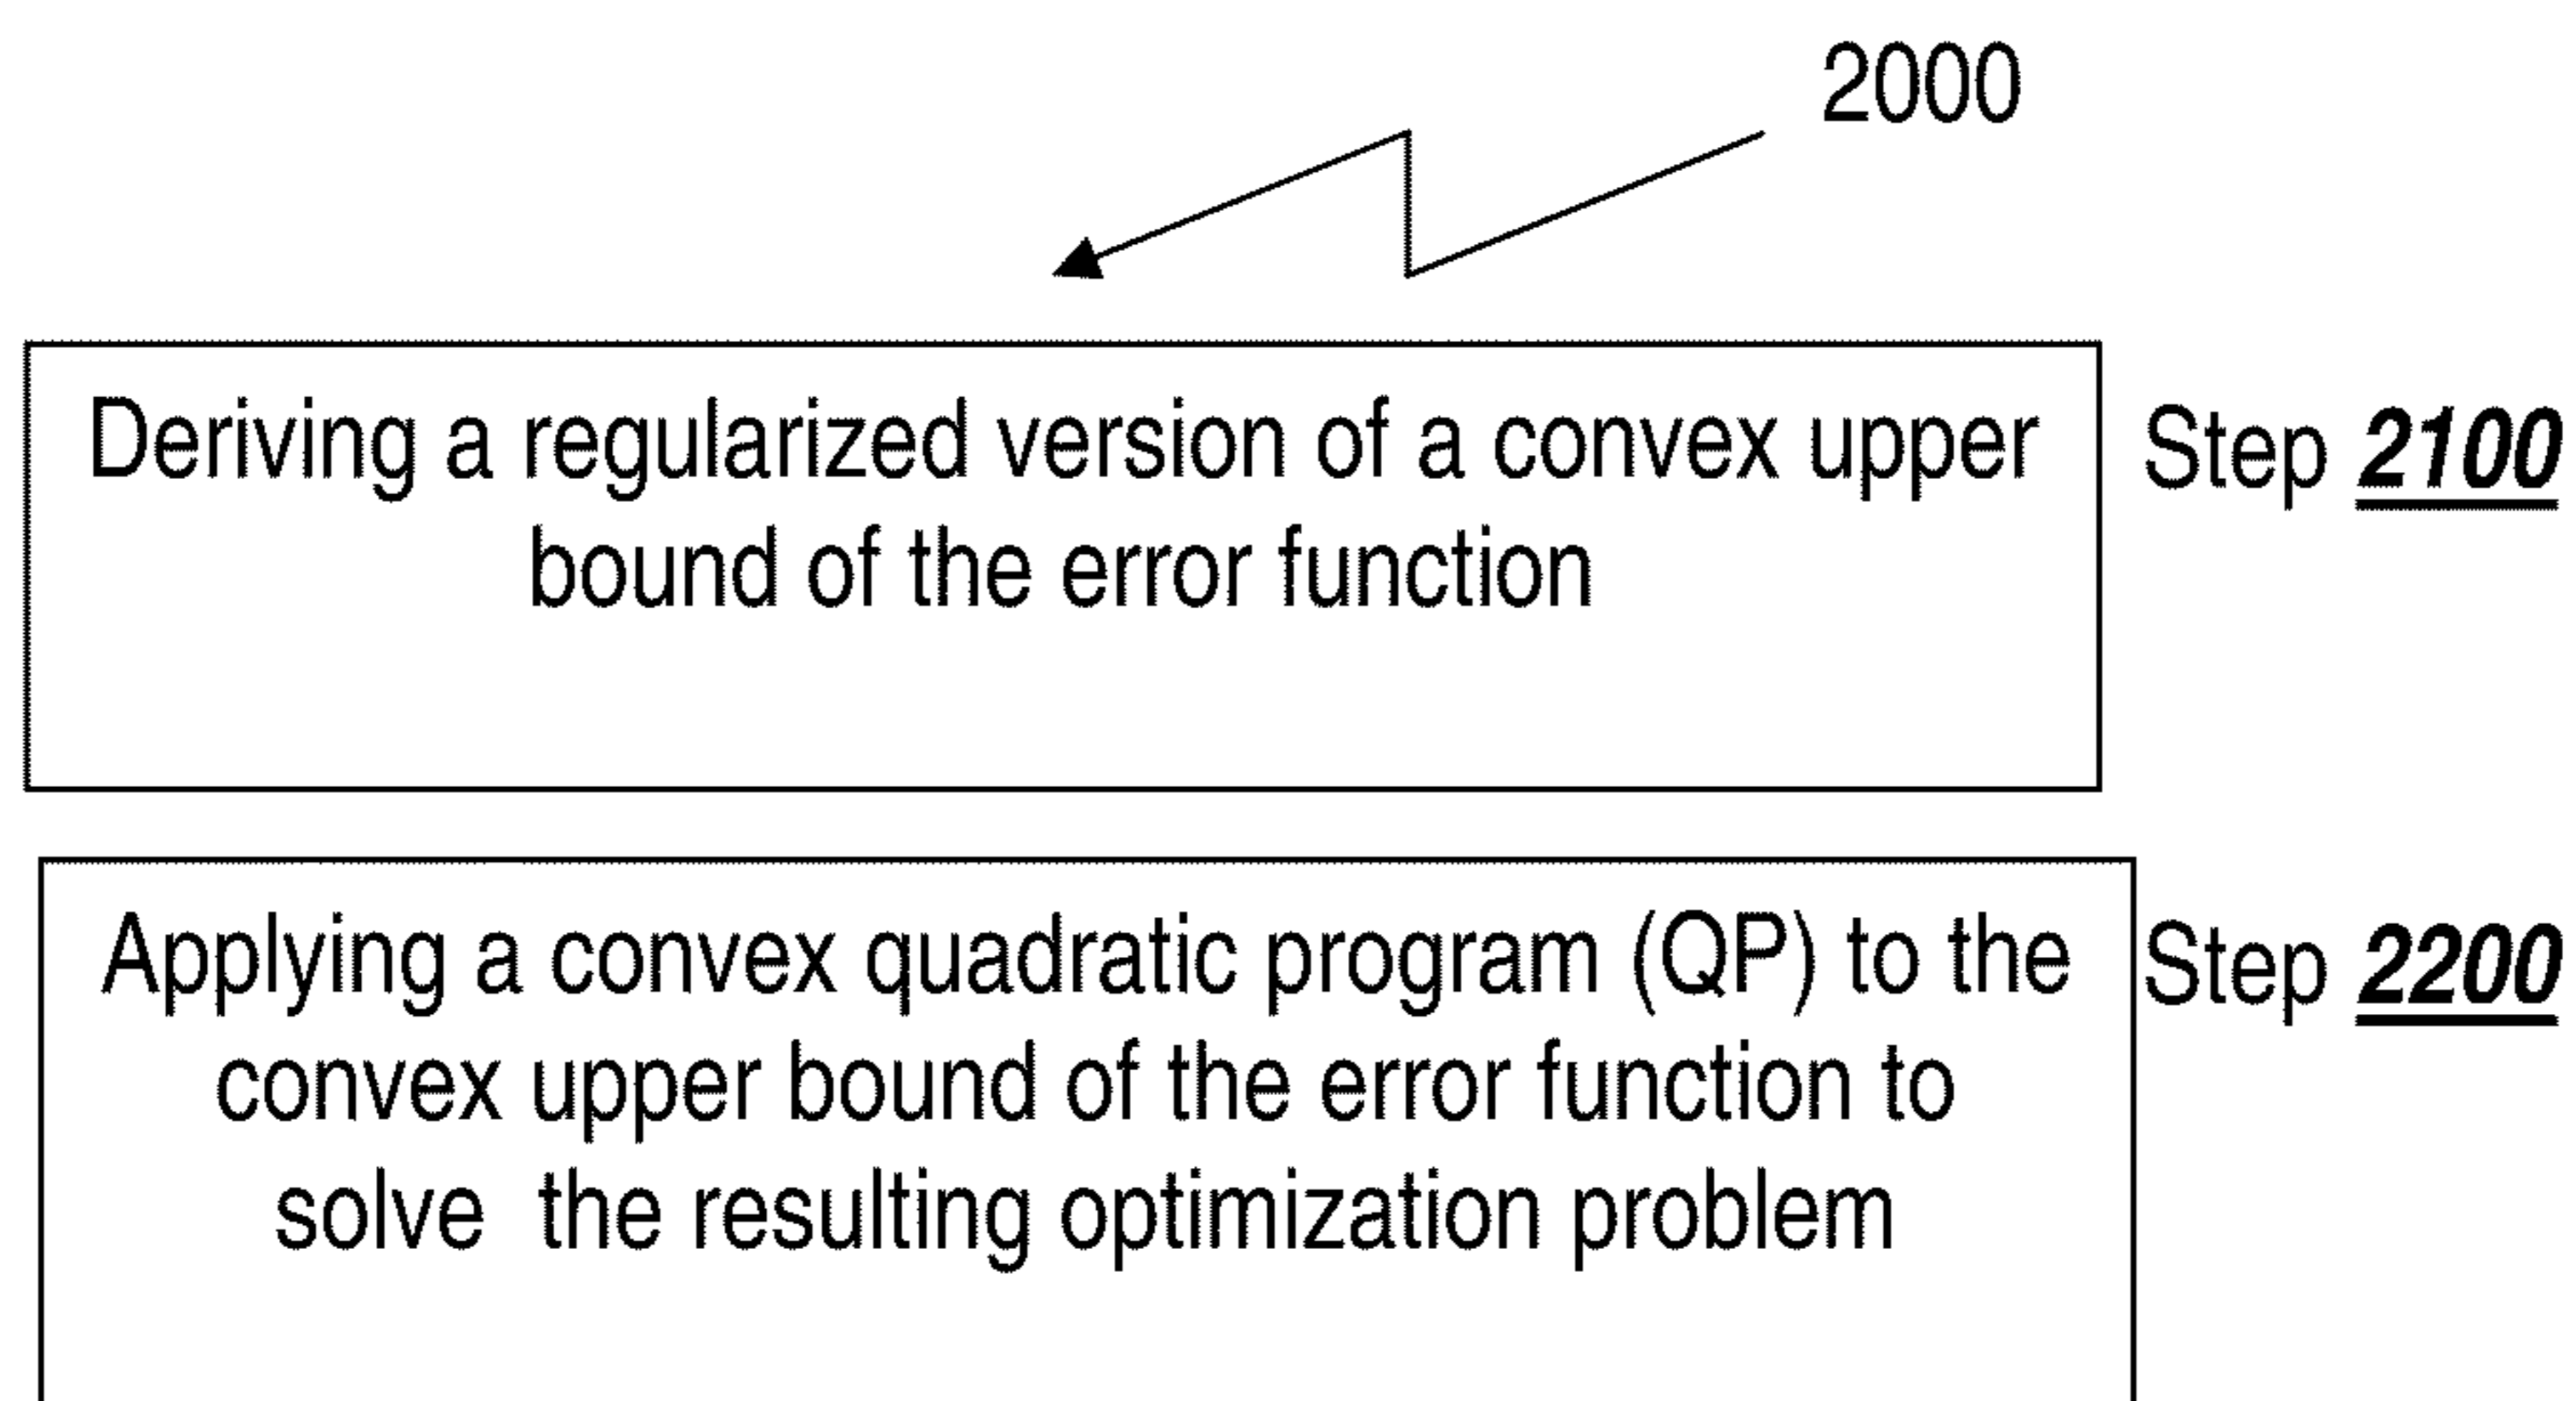 2000
Deriving a regularized version of a convex upper
bound of the error function
Step 2100
Applying a convex quadratic program (QP) to the
convex upper bound of the error function to
solve the resulting optimization problem
Step 2200